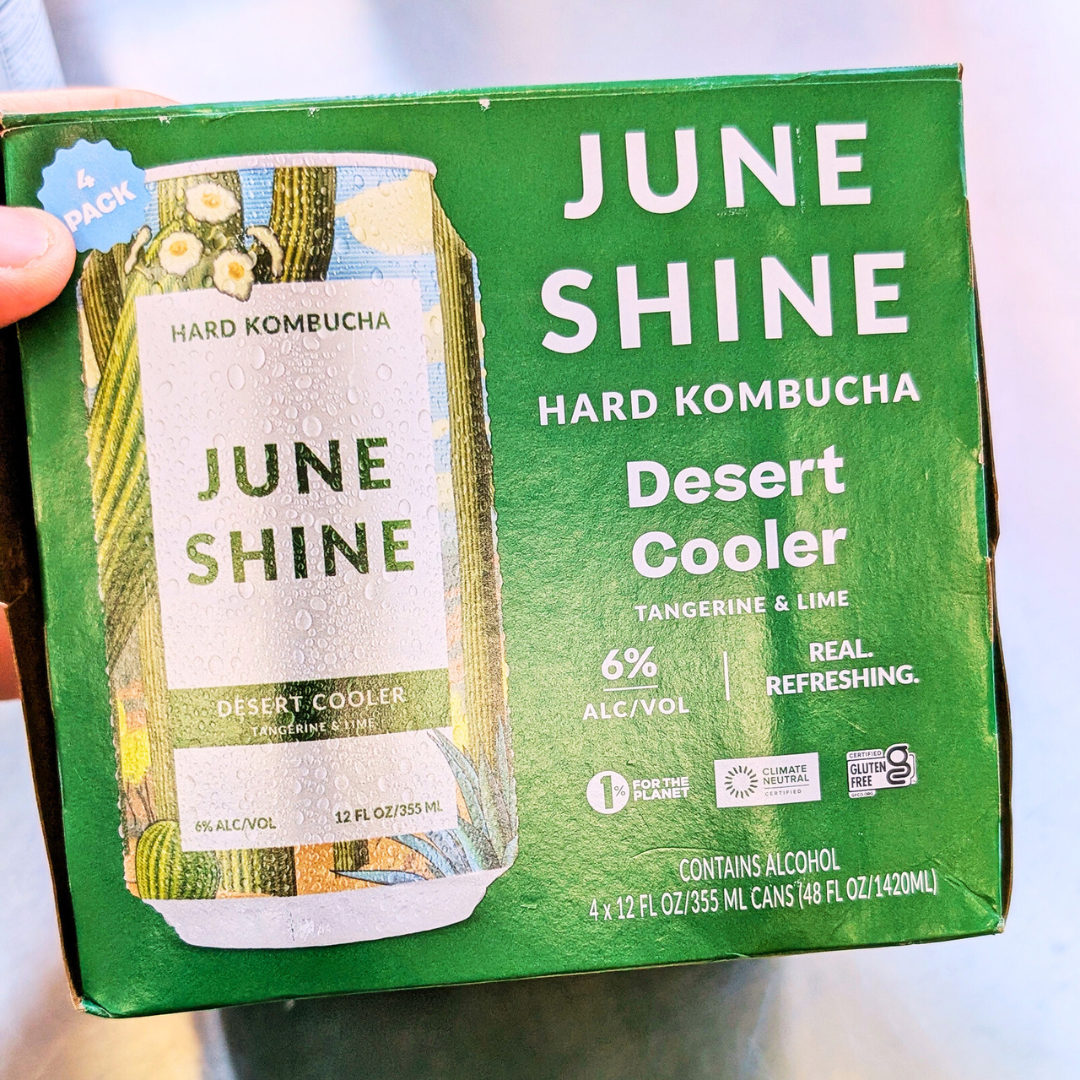 4
PACK
HARD KOMBUCHA
JUNE
SHINE
DESERT COOLER
TANGERINE & LIME
6% ALC/VOL
12 FL OZ/355 ML
JUNE
SHINE
HARD KOMBUCHA
Desert
Cooler
TANGERINE & LIME
6%
ALC/VOL
REAL.
REFRESHING.
1%
FOR THE
PLANET
CLIMATE
NEUTRAL
CERTIFIED
CERTIFIED
GLUTEN
FREE
g
GFCO.ORG
CONTAINS ALCOHOL
4 x 12 FL OZ/355 ML CANS (48 FL OZ/1420ML)